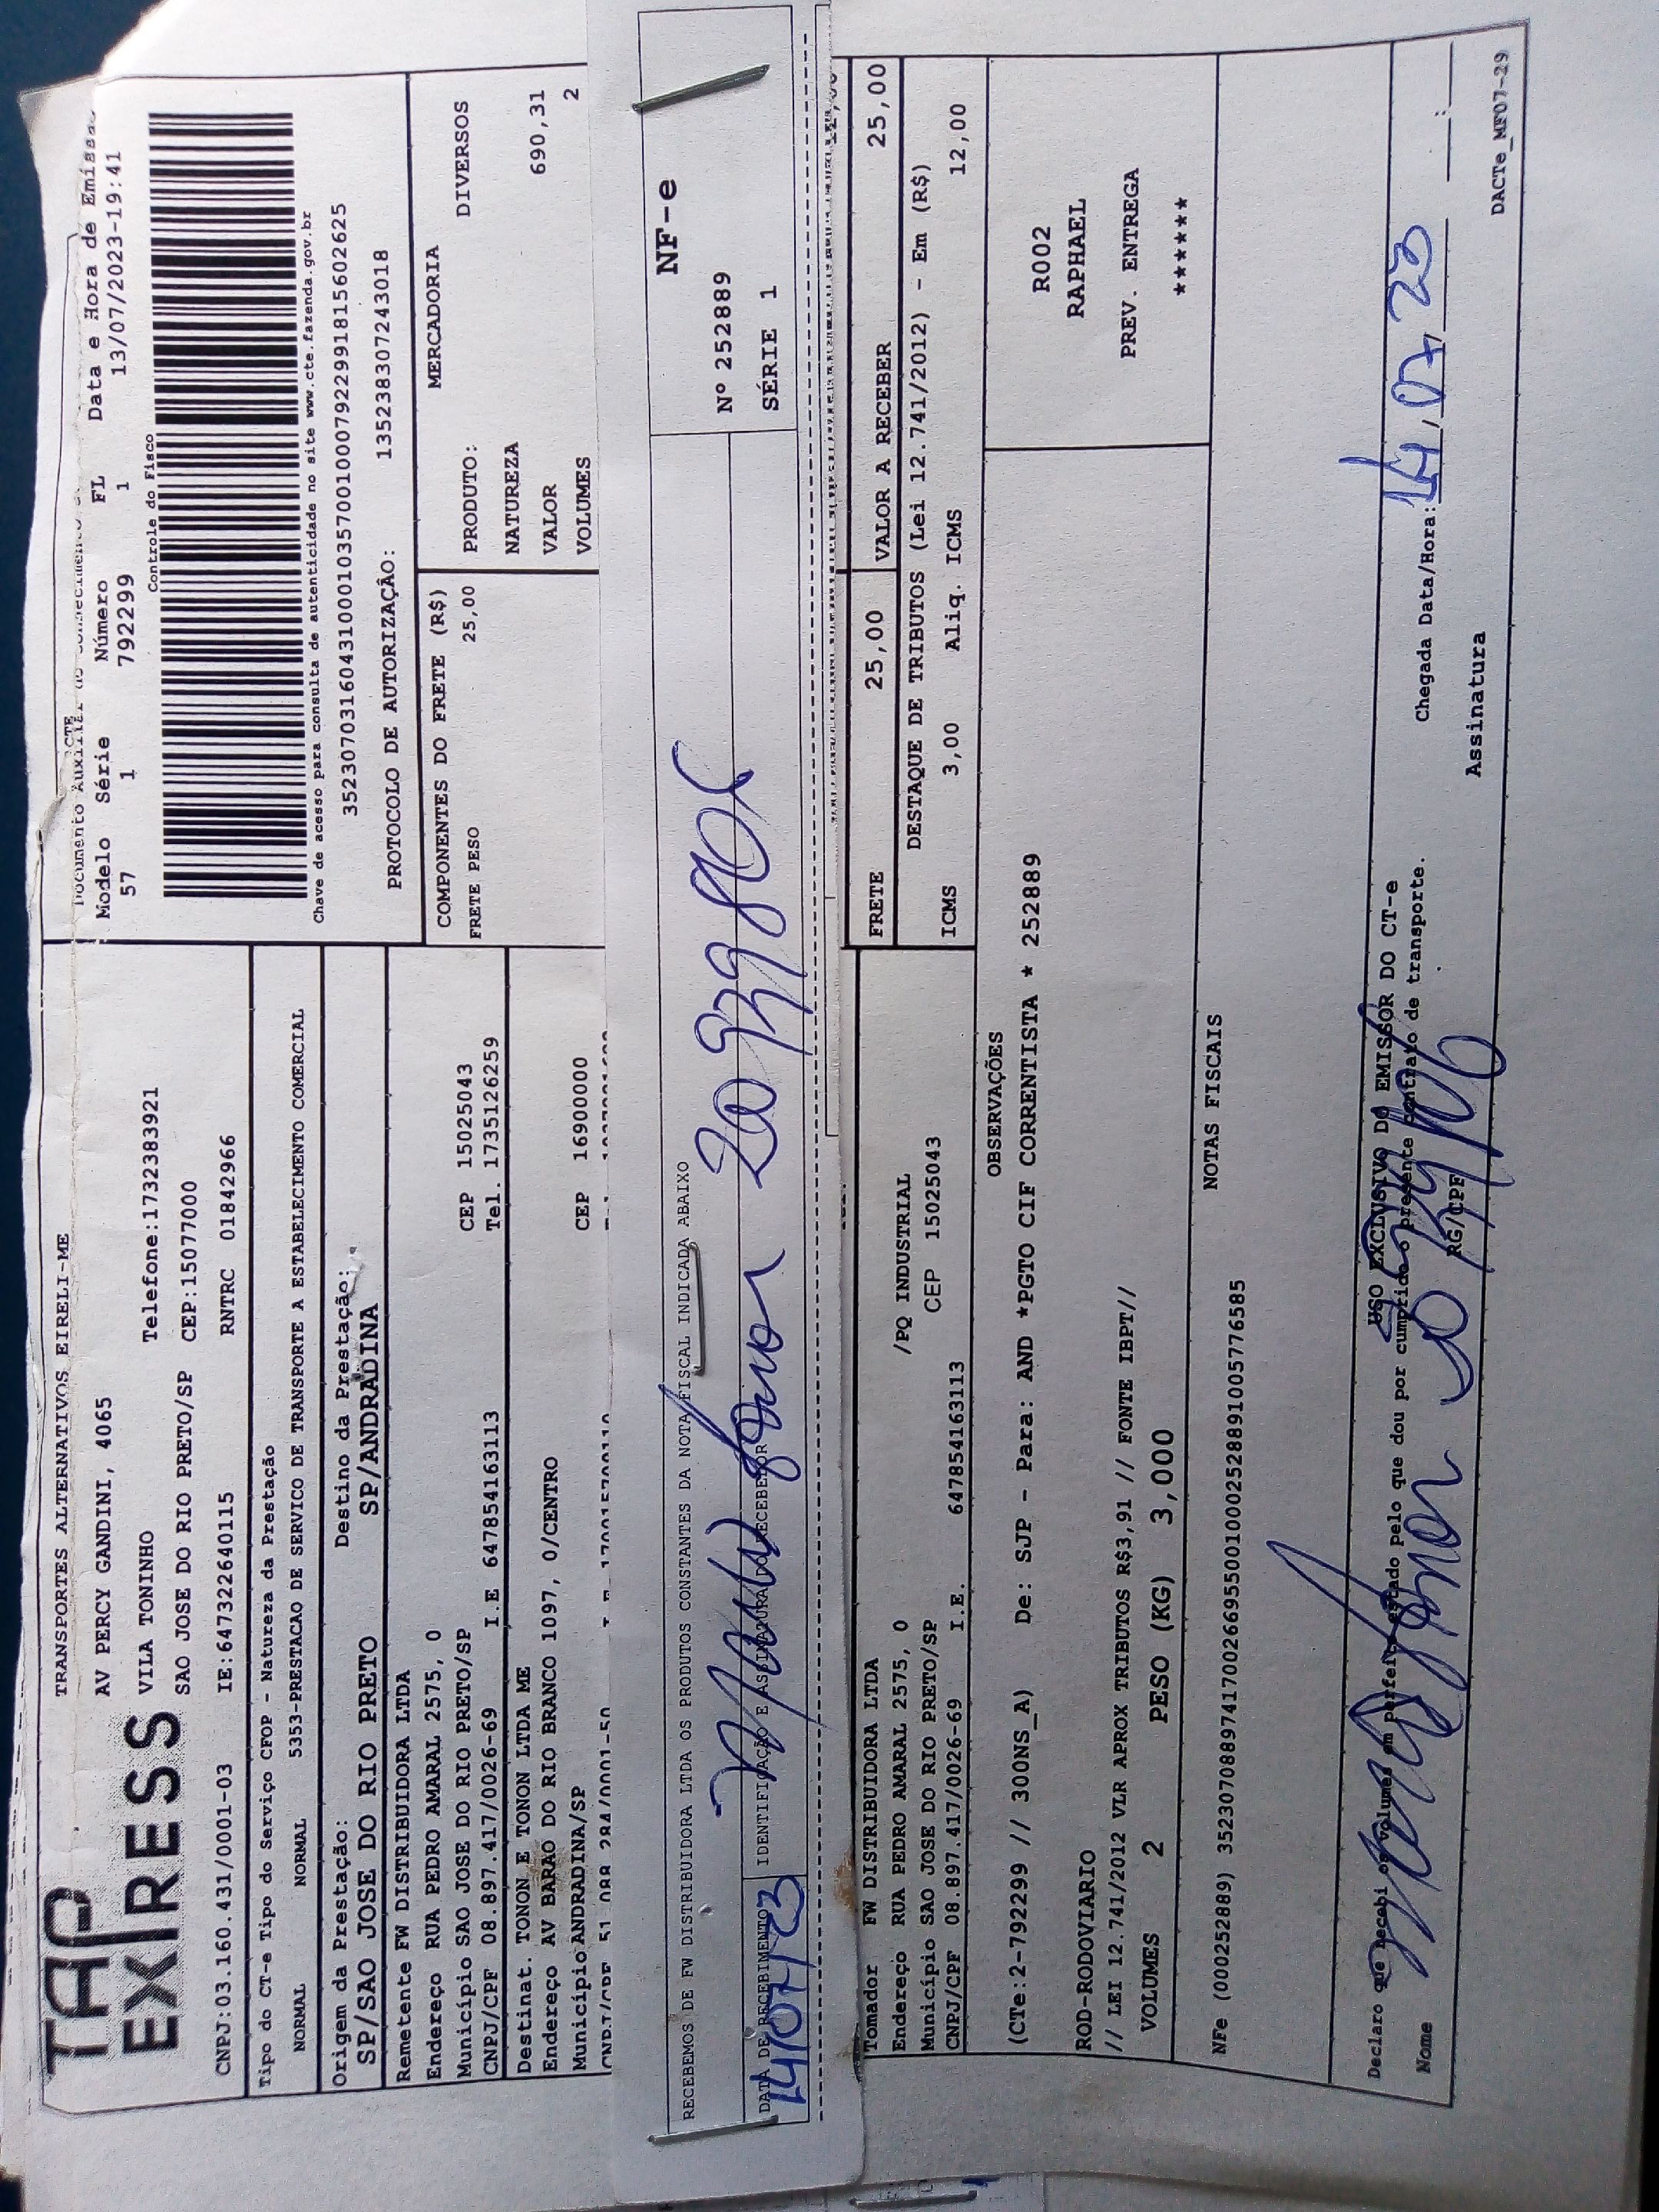 TAP
EXPRESS
TRANSPORTES ALTERNATIVOS EIRELI-ME
AV PERCY GANDINI, 4065
VILA TONINHO Telefone:1732383921
SAO JOSE DO RIO PRETO/SP CEP:15077000
CNPJ:03.160.431/0001-03 IE:647322640115 RNTRC 01842966
Tipo do CT-e Tipo do Serviço CFOP - Natureza da Prestação
NORMAL NORMAL 5353-PRESTACAO DE SERVICO DE TRANSPORTE A ESTABELECIMENTO COMERCIAL
Origem da Prestação: Destino da Prestação:
SP/SAO JOSE DO RIO PRETO SP/ANDRADINA
Remetente FW DISTRIBUIDORA LTDA
Endereço RUA PEDRO AMARAL 2575, 0
Município SAO JOSE DO RIO PRETO/SP CEP 15025043
CNPJ/CPF 08.897.417/0026-69 I.E 647854163113 Tel. 1735126259
Destinat. TONON E TONON LTDA ME
Endereço AV BARAO DO RIO BRANCO 1097, 0/CENTRO
Município ANDRADINA/SP CEP 16900000
CTE
Documento Auxiliar do Conhecimento
Modelo Série Número FL Data e Hora de Emissão
57 1 792299 1 13/07/2023-19:41
Controle do Fisco
Chave de acesso para consulta de autenticidade no site www.cte.fazenda.gov.br
35230703160431000103570010007922991815602625
PROTOCOLO DE AUTORIZAÇÃO: 135238307243018
COMPONENTES DO FRETE (R$) MERCADORIA
FRETE PESO 25,00 PRODUTO: DIVERSOS
NATUREZA
VALOR 690,31
VOLUMES 2
RECEBEMOS DE FW DISTRIBUIDORA LTDA OS PRODUTOS CONSTANTES DA NOTA FISCAL INDICADA ABAIXO
DATA DE RECEBIMENTO IDENTIFICAÇÃO E ASSINATURA DO RECEBEDOR
14/07/23
NF-e
Nº 252889
SÉRIE 1
Tomador FW DISTRIBUIDORA LTDA
Endereço RUA PEDRO AMARAL 2575, 0 /PQ INDUSTRIAL
Município SAO JOSE DO RIO PRETO/SP CEP 15025043
CNPJ/CPF 08.897.417/0026-69 I.E. 647854163113
FRETE 25,00 VALOR A RECEBER 25,00
DESTAQUE DE TRIBUTOS (Lei 12.741/2012) - Em (R$)
ICMS 3,00 Aliq. ICMS 12,00
OBSERVAÇÕES
(CTe:2-792299 // 300NS_A) De: SJP - Para: AND *PGTO CIF CORRENTISTA * 252889
ROD-RODOVIARIO
// LEI 12.741/2012 VLR APROX TRIBUTOS R$3,91 // FONTE IBPT//
VOLUMES 2 PESO (KG) 3,000
R002
RAPHAEL
PREV. ENTREGA
******
NOTAS FISCAIS
NFe (000252889) 35230708897417002669550010002528891005776585
USO EXCLUSIVO DO EMISSOR DO CT-e
Declaro que recebi os volumes em perfeito estado pelo que dou por cumprido o presente contrato de transporte.
Nome RG/CPF Chegada Data/Hora: 14/07/23 :
Assinatura
DACTe_MF07-29